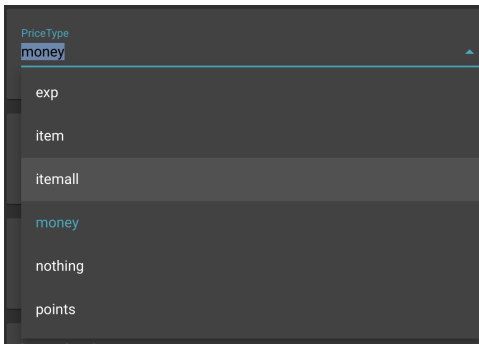 PriceType
money
exp
item
itemall
money
nothing
points